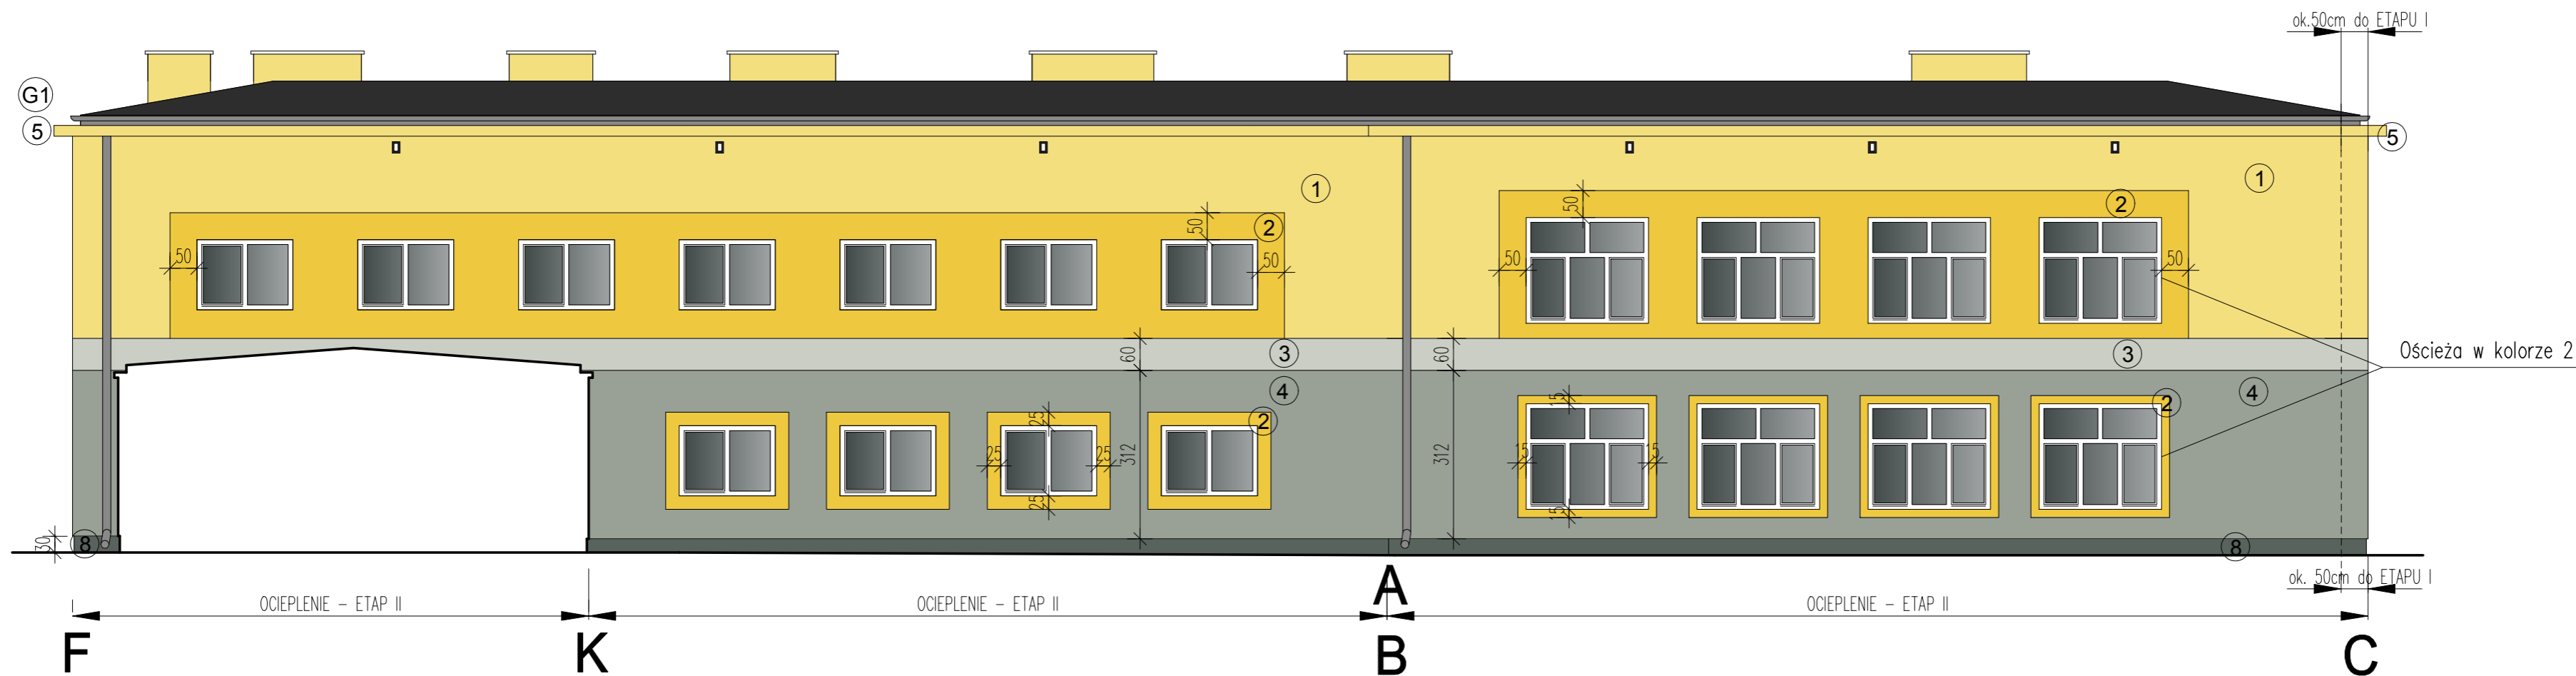 ok.50cm do ETAPU I
G1
5
5
1
1
2
2
50
50
50
50
50
50
3
3
60
60
Ościeża w kolorze 2
4
4
2
2
25
25
25
25
312
312
15
15
15
15
30
8
8
ok. 50cm do ETAPU I
OCIEPLENIE – ETAP II
OCIEPLENIE – ETAP II
OCIEPLENIE – ETAP II
A
F
K
B
C